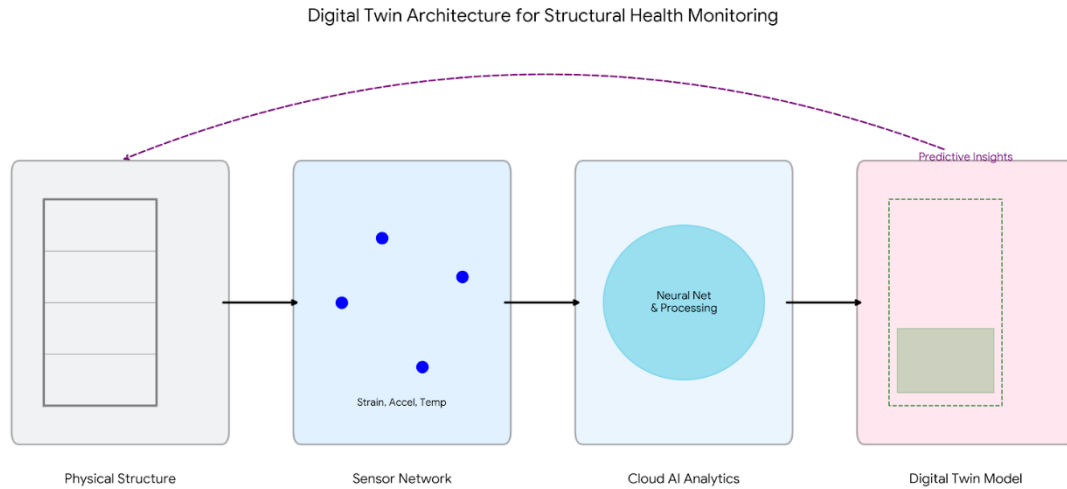 Digital Twin Architecture for Structural Health Monitoring
Predictive Insights
Neural Net
& Processing
Strain, Accel, Temp
Physical Structure
Sensor Network
Cloud AI Analytics
Digital Twin Model